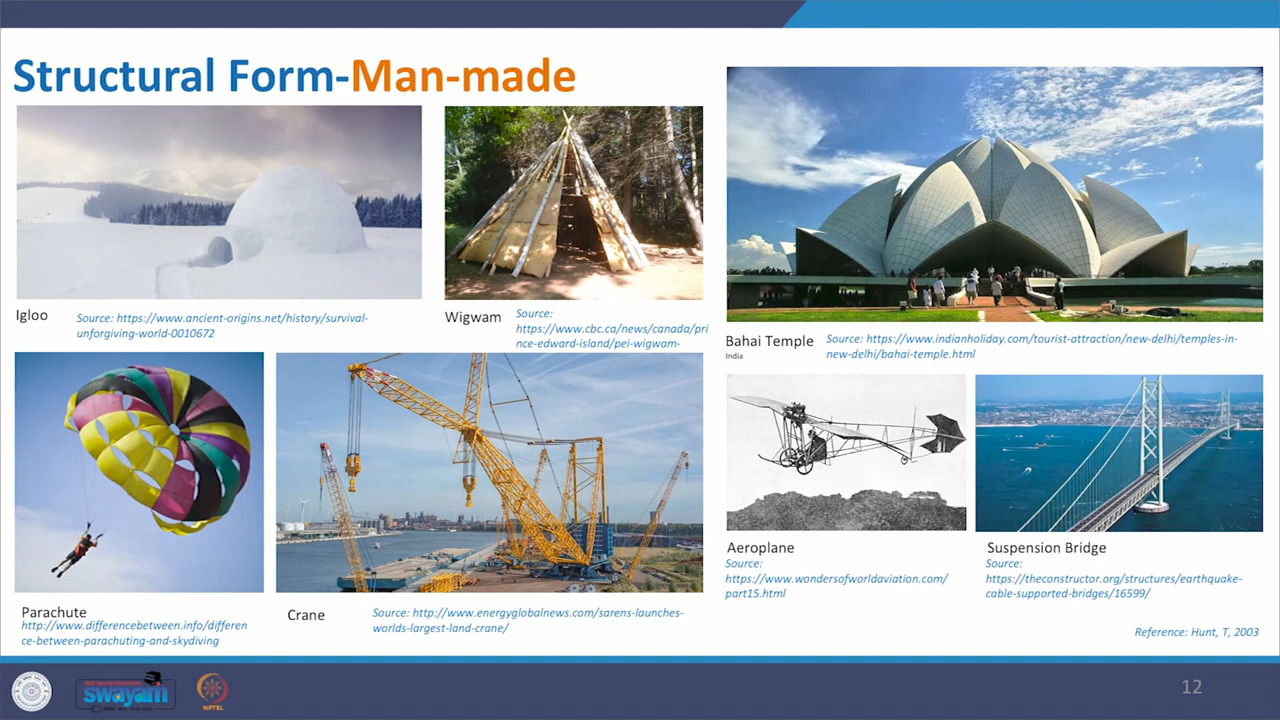 Structural Form-Man-made
Igloo
Source: https://www.ancient-origins.net/history/survival-
unforgiving-world-0010672
Wigwam
Source:
https://www.cbc.ca/news/canada/pri
nce-edward-island/pei-wigwam-
Bahai Temple
India
Source: https://www.indianholiday.com/tourist-attraction/new-delhi/temples-in-
new-delhi/bahai-temple.html
Parachute
http://www.differencebetween.info/differen
ce-between-parachuting-and-skydiving
Crane
Source: http://www.energyglobalnews.com/sarens-launches-
worlds-largest-land-crane/
Aeroplane
Source:
https://www.wondersofworldaviation.com/
part15.html
Suspension Bridge
Source:
https://theconstructor.org/structures/earthquake-
cable-supported-bridges/16599/
Reference: Hunt, T, 2003
swayam
NPTEL
12